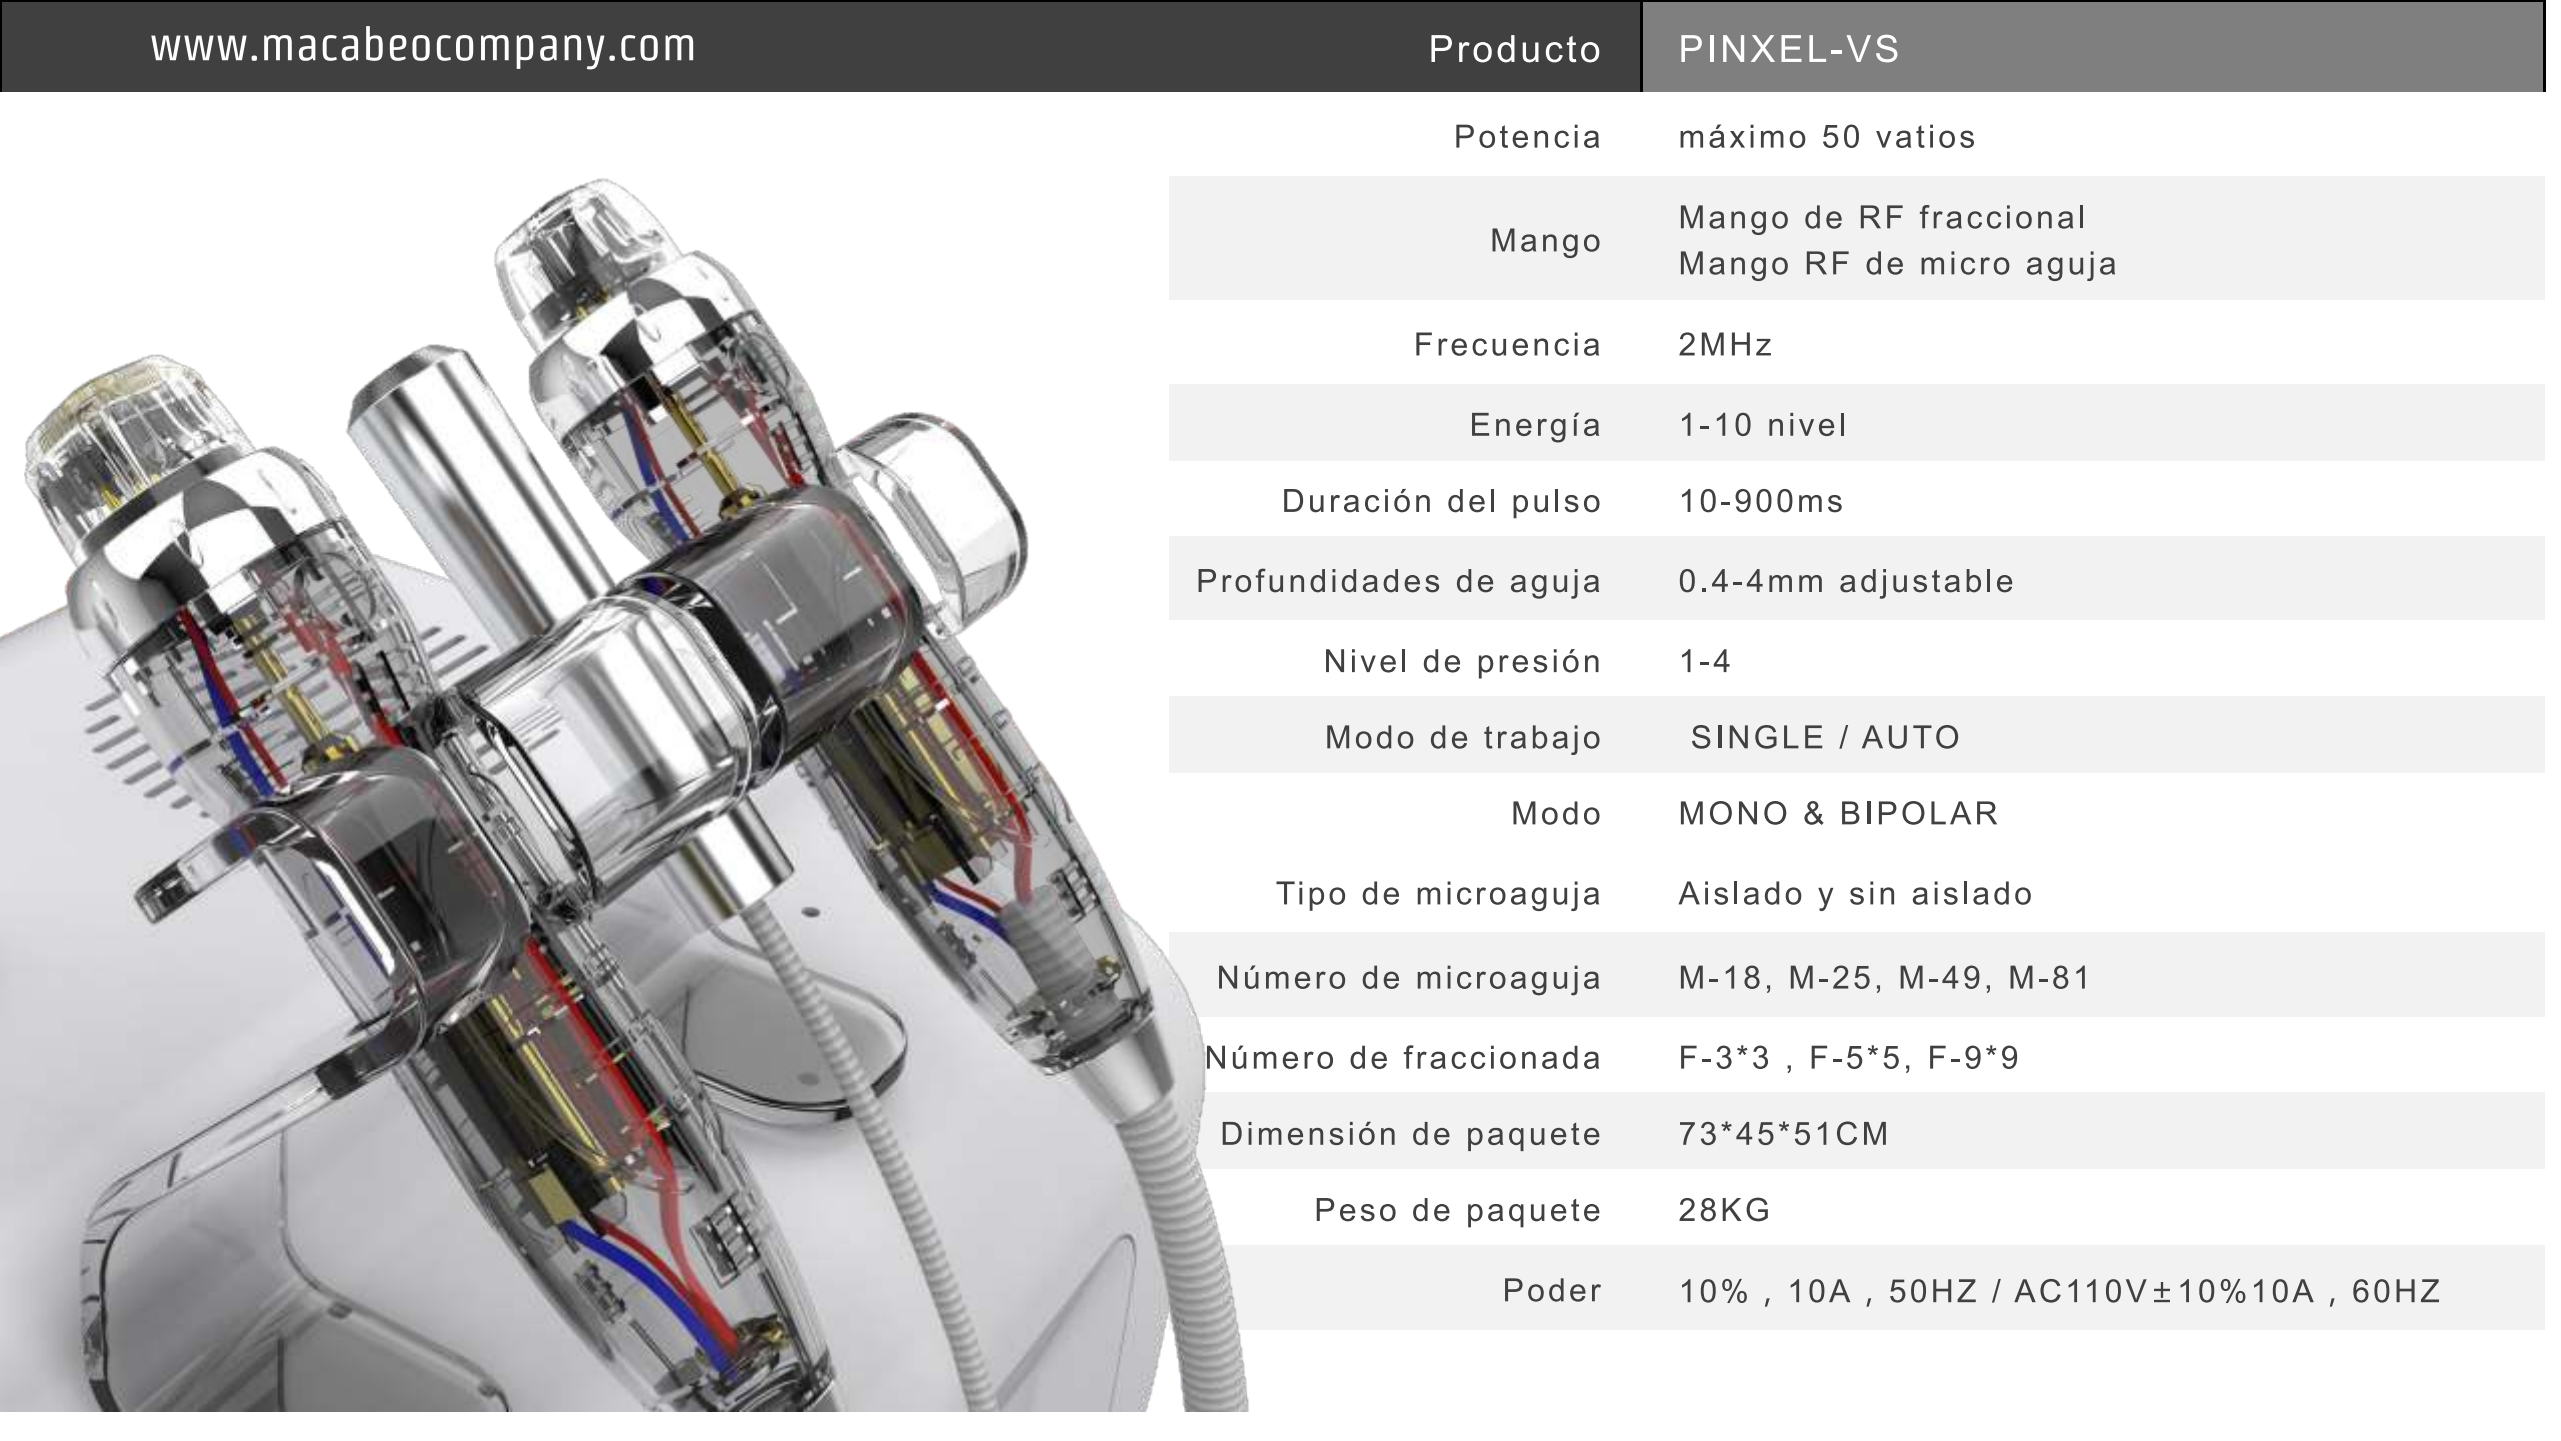 www.macabeocompany.com
Producto PINXEL-VS
Potencia máximo 50 vatios
Mango Mango de RF fraccional
Mango RF de micro aguja
Frecuencia 2MHz
Energía 1-10 nivel
Duración del pulso 10-900ms
Profundidades de aguja 0.4-4mm adjustable
Nivel de presión 1-4
Modo de trabajo SINGLE / AUTO
Modo MONO & BIPOLAR
Tipo de microaguja Aislado y sin aislado
Número de microaguja M-18, M-25, M-49, M-81
Número de fraccionada F-3*3 , F-5*5, F-9*9
Dimensión de paquete 73*45*51CM
Peso de paquete 28KG
Poder 10% , 10A , 50HZ / AC110V±10%10A , 60HZ